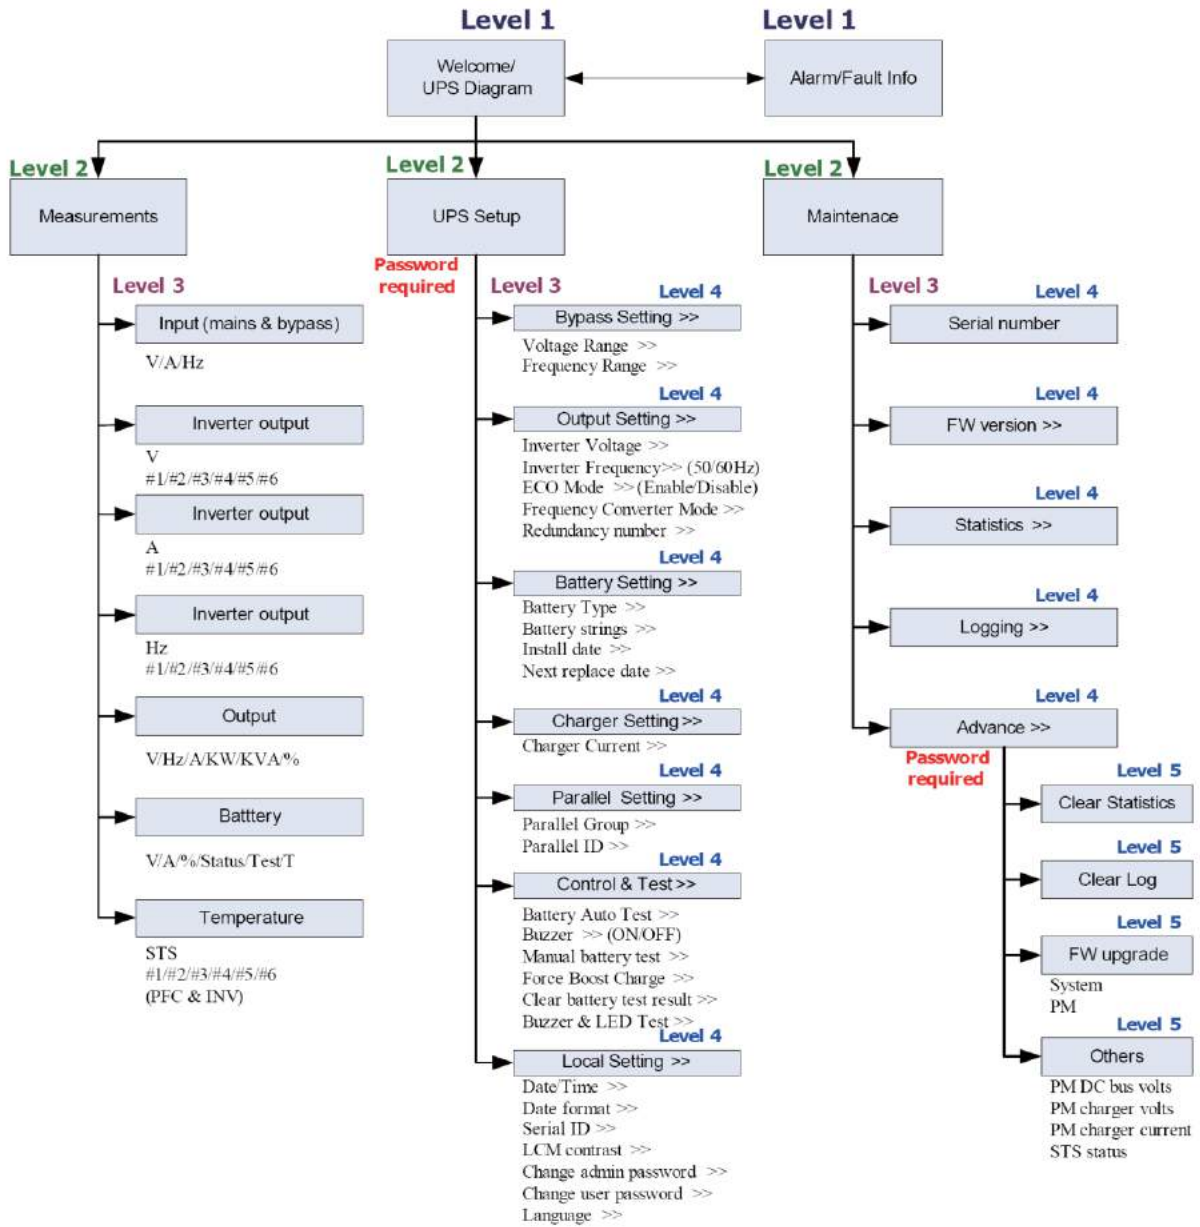 Level 1
Welcome/
UPS Diagram
Level 1
Alarm/Fault Info
Level 2
Measurements
Level 3
Input (mains & bypass)
V/A/Hz
Inverter output
V
#1/#2/#3/#4/#5/#6
Inverter output
A
#1/#2/#3/#4/#5/#6
Inverter output
Hz
#1/#2/#3/#4/#5/#6
Output
V/Hz/A/KW/KVA/%
Batttery
V/A/%/Status/Test/T
Temperature
STS
#1/#2/#3/#4/#5/#6
(PFC & INV)
Level 2
UPS Setup
Password
required
Level 3
Level 4
Bypass Setting >>
Voltage Range >>
Frequency Range >>
Level 4
Output Setting >>
Inverter Voltage >>
Inverter Frequency>> (50/60Hz)
ECO Mode >>(Enable/Disable)
Frequency Converter Mode >>
Redundancy number >>
Level 4
Battery Setting >>
Battery Type >>
Battery strings >>
Install date >>
Next replace date >>
Level 4
Charger Setting >>
Charger Current >>
Level 4
Parallel Setting >>
Parallel Group >>
Parallel ID >>
Level 4
Control & Test>>
Battery Auto Test >>
Buzzer >> (ON/OFF)
Manual battery test >>
Force Boost Charge >>
Clear battery test result >>
Buzzer & LED Test >>
Level 4
Local Setting >>
Date/Time >>
Date format >>
Serial ID >>
LCM contrast >>
Change admin password >>
Change user password >>
Language >>
Level 2
Maintenace
Level 3
Level 4
Serial number
Level 4
FW version >>
Level 4
Statistics >>
Level 4
Logging >>
Level 4
Advance >>
Password
required
Level 5
Clear Statistics
Level 5
Clear Log
Level 5
FW upgrade
System
PM
Level 5
Others
PM DC bus volts
PM charger volts
PM charger current
STS status